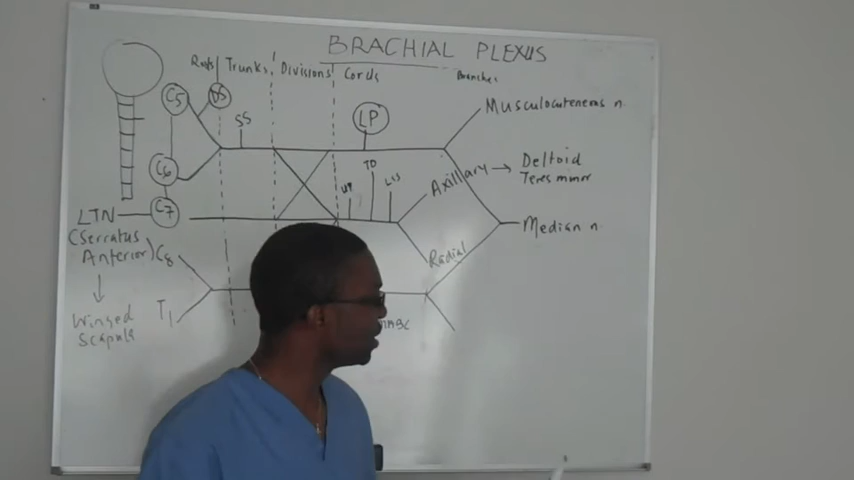 BRACHIAL PLEXUS
Roots Trunks Divisions Cords Branches
C5 DS SS LP Musculocutaneous n.
C6 TD Axillary → Deltoid
Teres minor
LTN C7 LSS Median n.
(Serratus
Anterior) C8 Radial
T1
Winged
Scapula